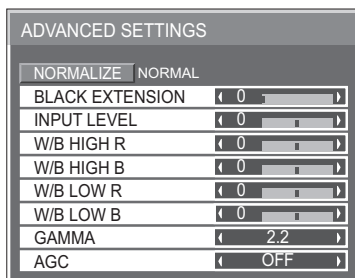 ADVANCED SETTINGS
NORMALIZE NORMAL
BLACK EXTENSION 0
INPUT LEVEL 0
W/B HIGH R 0
W/B HIGH B 0
W/B LOW R 0
W/B LOW B 0
GAMMA 2.2
AGC OFF